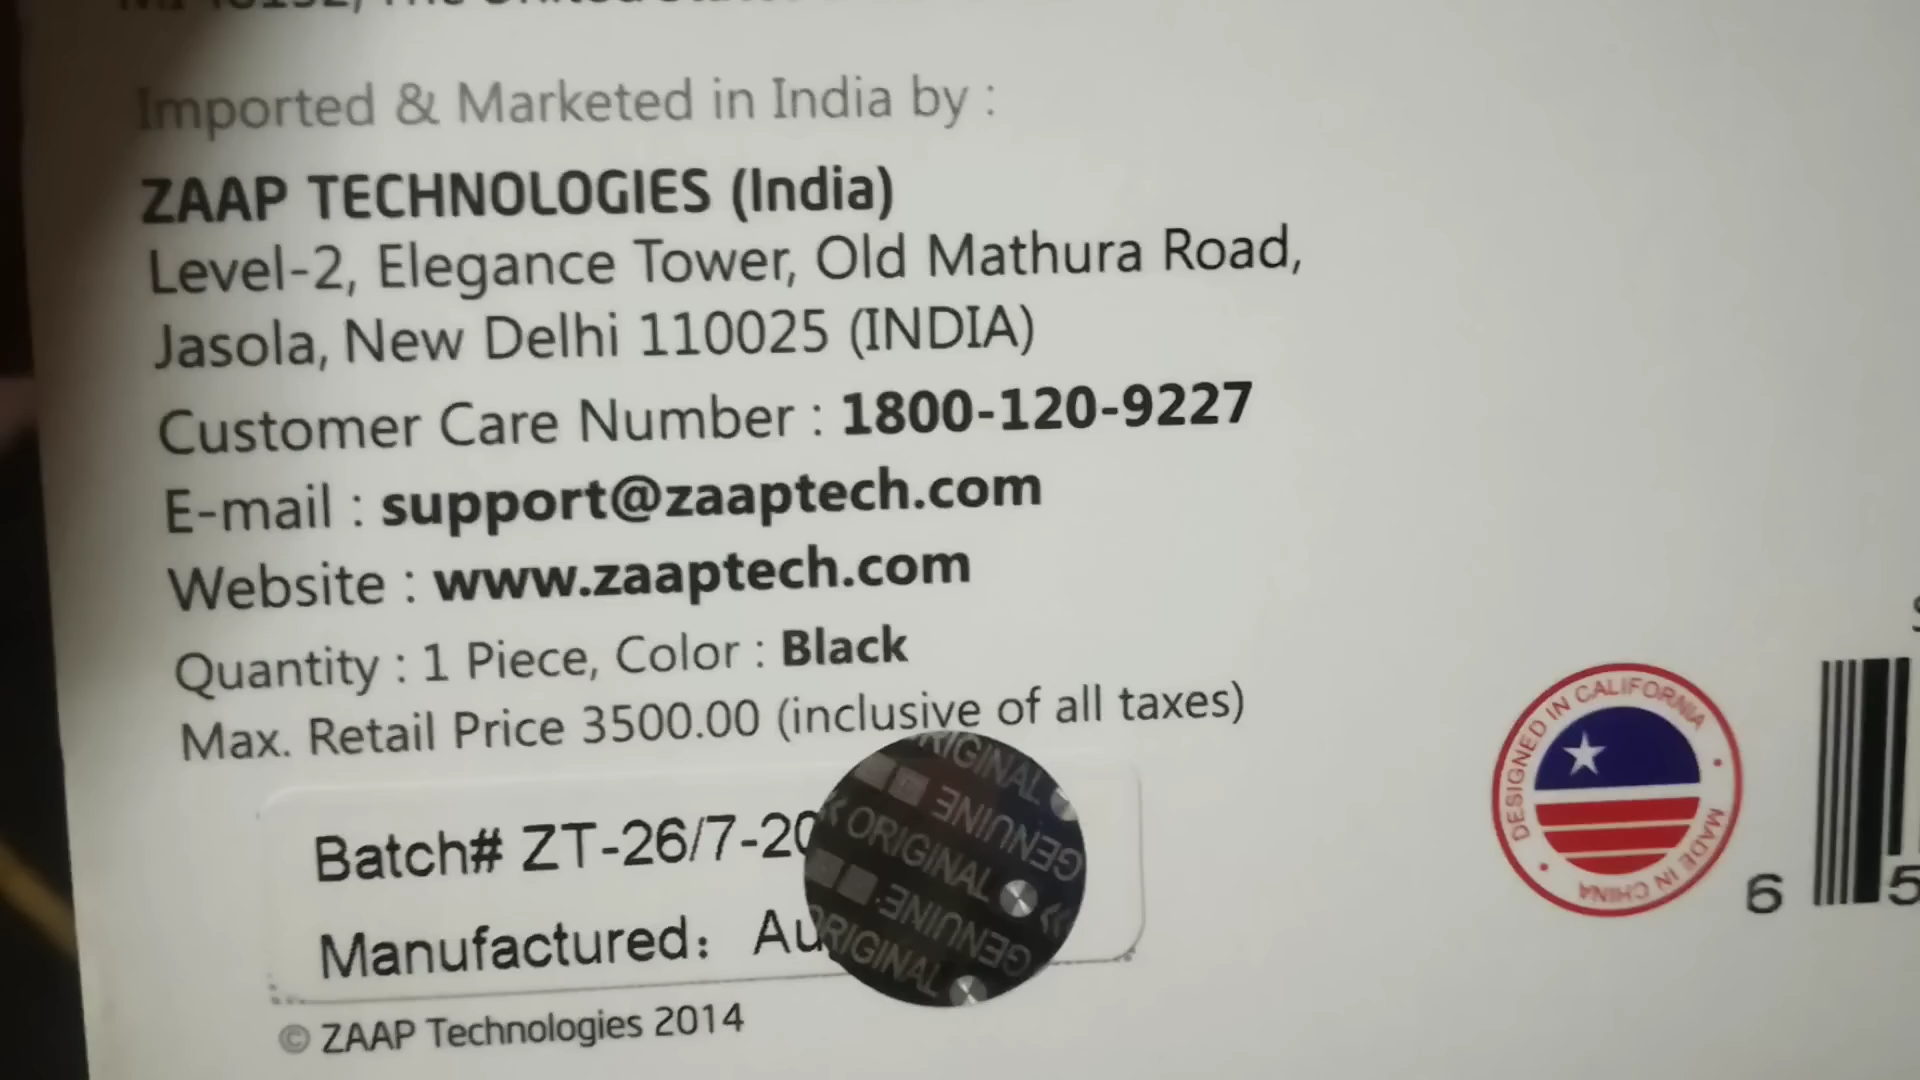 Imported & Marketed in India by :
ZAAP TECHNOLOGIES (India)
Level-2, Elegance Tower, Old Mathura Road,
Jasola, New Delhi 110025 (INDIA)
Customer Care Number : 1800-120-9227
E-mail : support@zaaptech.com
Website : www.zaaptech.com
Quantity : 1 Piece, Color : Black
Max. Retail Price 3500.00 (inclusive of all taxes)
Batch# ZT-26/7-20
Manufactured: Au
© ZAAP Technologies 2014
ORIGINAL
GENUINE
ORIGINAL
GENUINE
ORIGINAL
DESIGNED IN CALIFORNIA
MADE IN CHINA
6 5